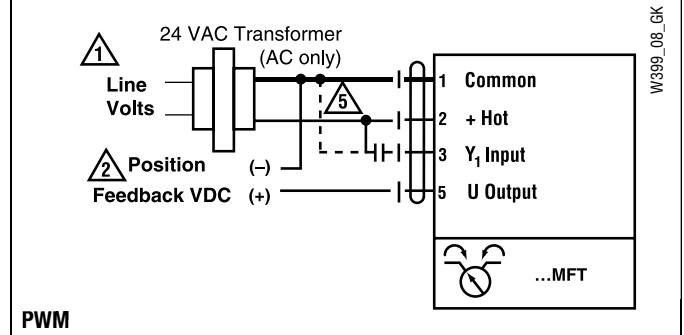 24 VAC Transformer
(AC only)
1
Line
Volts
5
1 Common
2 + Hot
3 Y₁ Input
2 Position (–)
Feedback VDC (+)
5 U Output
...MFT
PWM
W399_08_GK